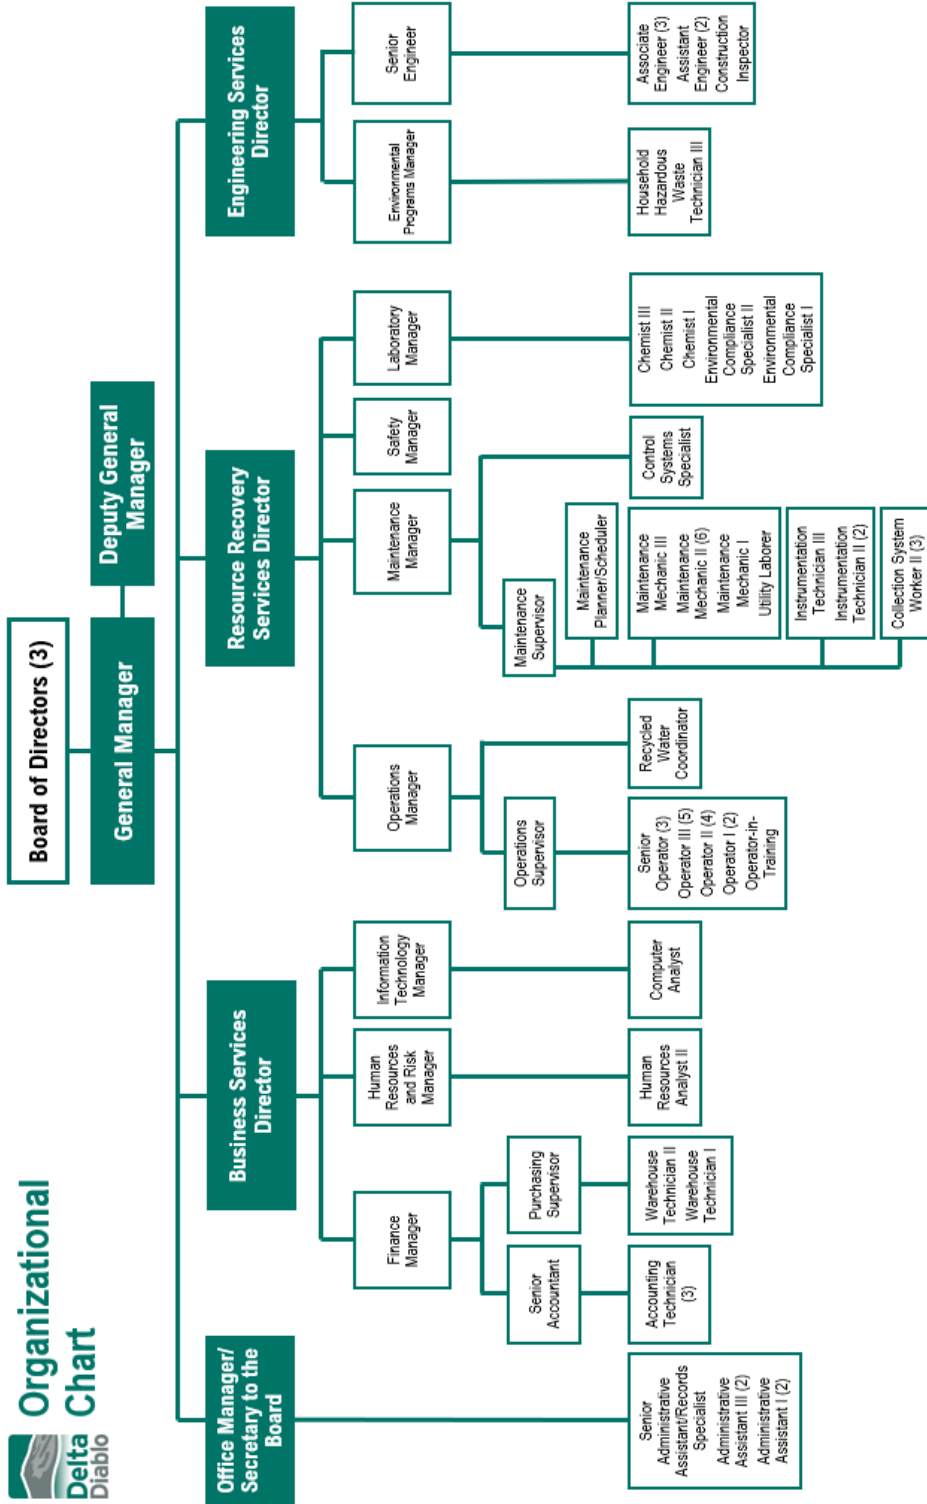 Delta
Diablo
Organizational
Chart
Board of Directors (3)
General Manager
Deputy General
Manager
Office Manager/
Secretary to the
Board
Business Services
Director
Resource Recovery
Services Director
Engineering Services
Director
Finance
Manager
Human
Resources
and Risk
Manager
Information
Technology
Manager
Operations
Manager
Maintenance
Manager
Safety
Manager
Laboratory
Manager
Environmental
Programs Manager
Senior
Engineer
Senior
Accountant
Purchasing
Supervisor
Operations
Supervisor
Maintenance
Supervisor
Senior
Administrative
Assistant/Records
Specialist
Administrative
Assistant III (2)
Administrative
Assistant I (2)
Accounting
Technician
(3)
Warehouse
Technician II
Warehouse
Technician I
Human
Resources
Analyst II
Computer
Analyst
Senior
Operator (3)
Operator III (5)
Operator II (4)
Operator I (2)
Operator-in-
Training
Recycled
Water
Coordinator
Maintenance
Planner/Scheduler
Maintenance
Mechanic III
Maintenance
Mechanic II (6)
Maintenance
Mechanic I
Utility Laborer
Instrumentation
Technician III
Instrumentation
Technician II (2)
Collection System
Worker II (3)
Control
Systems
Specialist
Chemist III
Chemist II
Chemist I
Environmental
Compliance
Specialist II
Environmental
Compliance
Specialist I
Household
Hazardous
Waste
Technician III
Associate
Engineer (3)
Assistant
Engineer (2)
Construction
Inspector